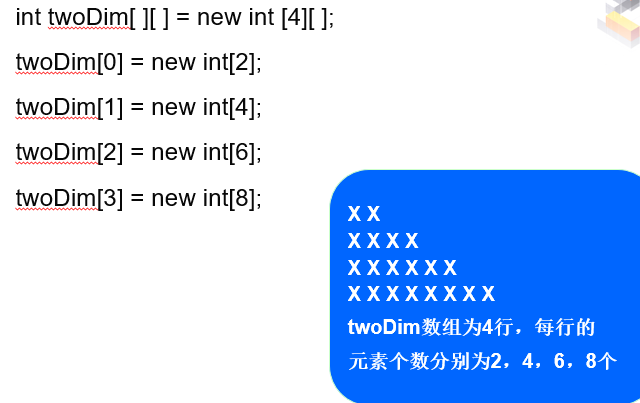 int twoDim[ ][ ] = new int [4][ ];
twoDim[0] = new int[2];
twoDim[1] = new int[4];
twoDim[2] = new int[6];
twoDim[3] = new int[8];
X X
X X X X
X X X X X X
X X X X X X X X
twoDim数组为4行，每行的
元素个数分别为2，4，6，8个